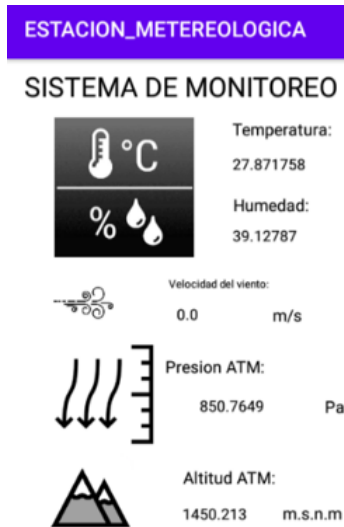 ESTACION_METEREOLOGICA
SISTEMA DE MONITOREO
°C
Temperatura:
27.871758
%
Humedad:
39.12787
Velocidad del viento:
0.0 m/s
Presion ATM:
850.7649 Pa
Altitud ATM:
1450.213 m.s.n.m